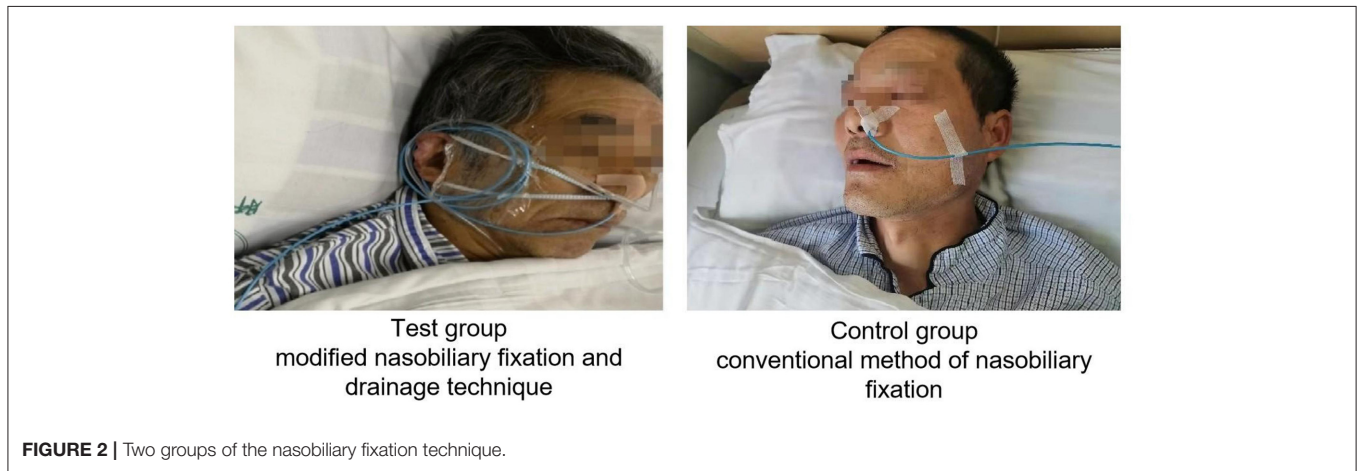 Test group
modified nasobiliary fixation and
drainage technique
Control group
conventional method of nasobiliary
fixation
FIGURE 2 | Two groups of the nasobiliary fixation technique.